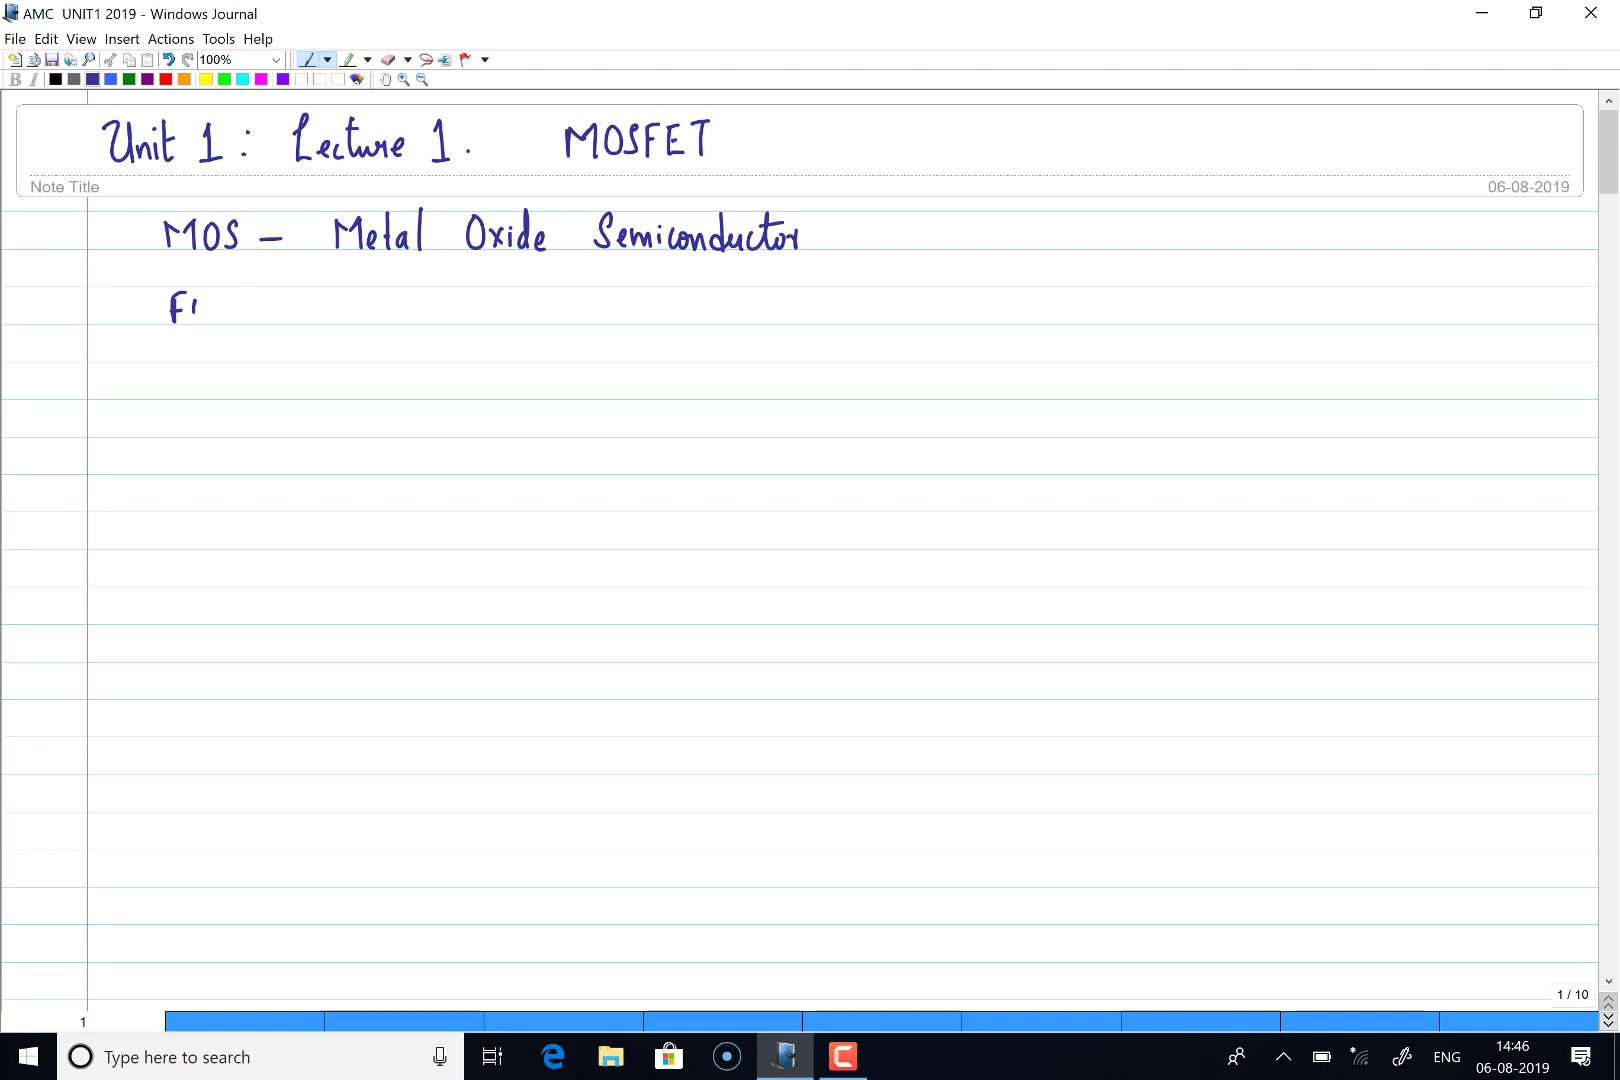 AMC UNIT1 2019 - Windows Journal
File Edit View Insert Actions Tools Help
100%
B I
Unit 1 : Lecture 1. MOSFET
Note Title 06-08-2019
MOS - Metal Oxide Semiconductor
F
1 / 10
1
Type here to search
ENG
14:46
06-08-2019